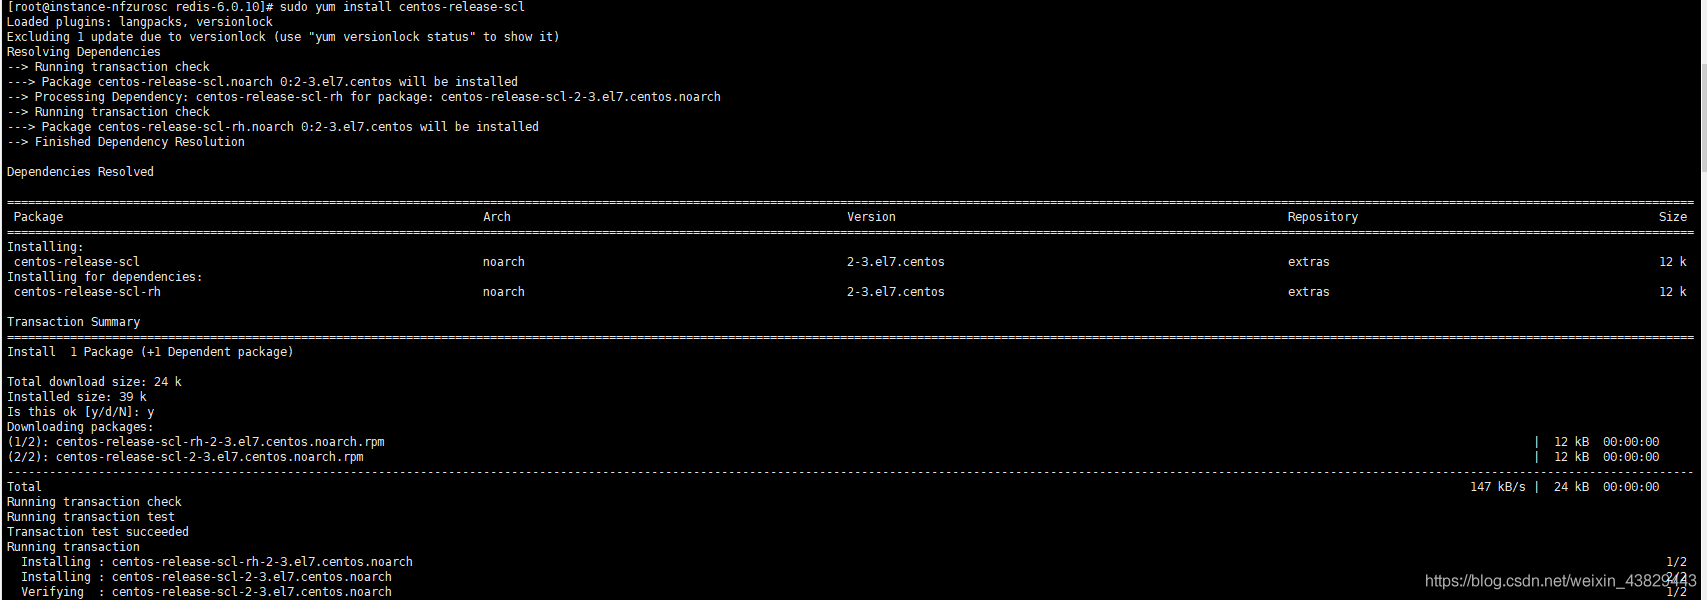 [root@instance-nfzurosc redis-6.0.10]# sudo yum install centos-release-scl
Loaded plugins: langpacks, versionlock
Excluding 1 update due to versionlock (use "yum versionlock status" to show it)
Resolving Dependencies
--> Running transaction check
---> Package centos-release-scl.noarch 0:2-3.el7.centos will be installed
--> Processing Dependency: centos-release-scl-rh for package: centos-release-scl-2-3.el7.centos.noarch
--> Running transaction check
---> Package centos-release-scl-rh.noarch 0:2-3.el7.centos will be installed
--> Finished Dependency Resolution
Dependencies Resolved
Package Arch Version Repository Size
Installing:
centos-release-scl noarch 2-3.el7.centos extras 12 k
Installing for dependencies:
centos-release-scl-rh noarch 2-3.el7.centos extras 12 k
Transaction Summary
Install 1 Package (+1 Dependent package)
Total download size: 24 k
Installed size: 39 k
Is this ok [y/d/N]: y
Downloading packages:
(1/2): centos-release-scl-rh-2-3.el7.centos.noarch.rpm | 12 kB 00:00:00
(2/2): centos-release-scl-2-3.el7.centos.noarch.rpm | 12 kB 00:00:00
Total 147 kB/s | 24 kB 00:00:00
Running transaction check
Running transaction test
Transaction test succeeded
Running transaction
Installing : centos-release-scl-rh-2-3.el7.centos.noarch 1/2
Installing : centos-release-scl-2-3.el7.centos.noarch 2/2
Verifying : centos-release-scl-2-3.el7.centos.noarch 1/2
https://blog.csdn.net/weixin_43829443